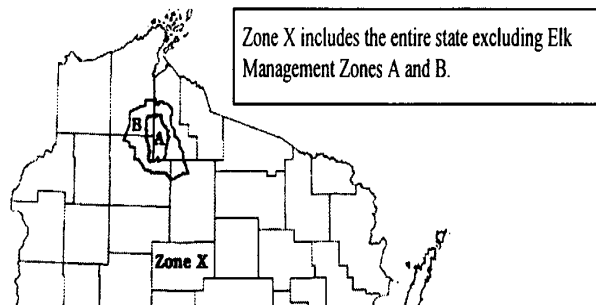 Zone X includes the entire state excluding Elk
Management Zones A and B.
B
A
Zone X